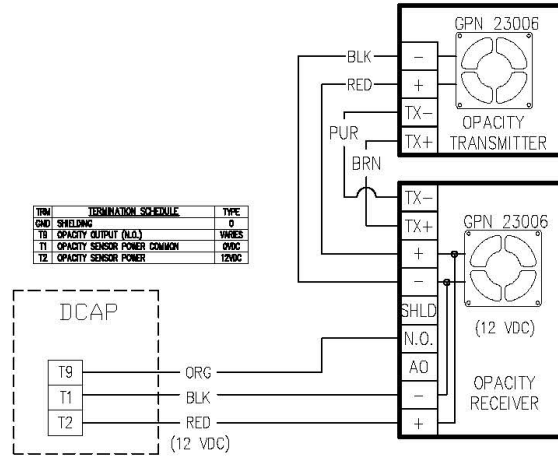 GPN 23006
BLK
-
RED
+
TX-
TX+
OPACITY
TRANSMITTER
PUR
BRN
TX-
TX+
+
-
SHLD
N.O.
AO
-
+
GPN 23006
(12 VDC)
OPACITY
RECEIVER
TRM TERMINATION SCHEDULE TYPE
GND SHIELDING 0
T9 OPACITY OUTPUT (N.O.) VARIES
T1 OPACITY SENSOR POWER COMMON 0VDC
T2 OPACITY SENSOR POWER 12VDC
DCAP
T9 ORG
T1 BLK
T2 RED
(12 VDC)